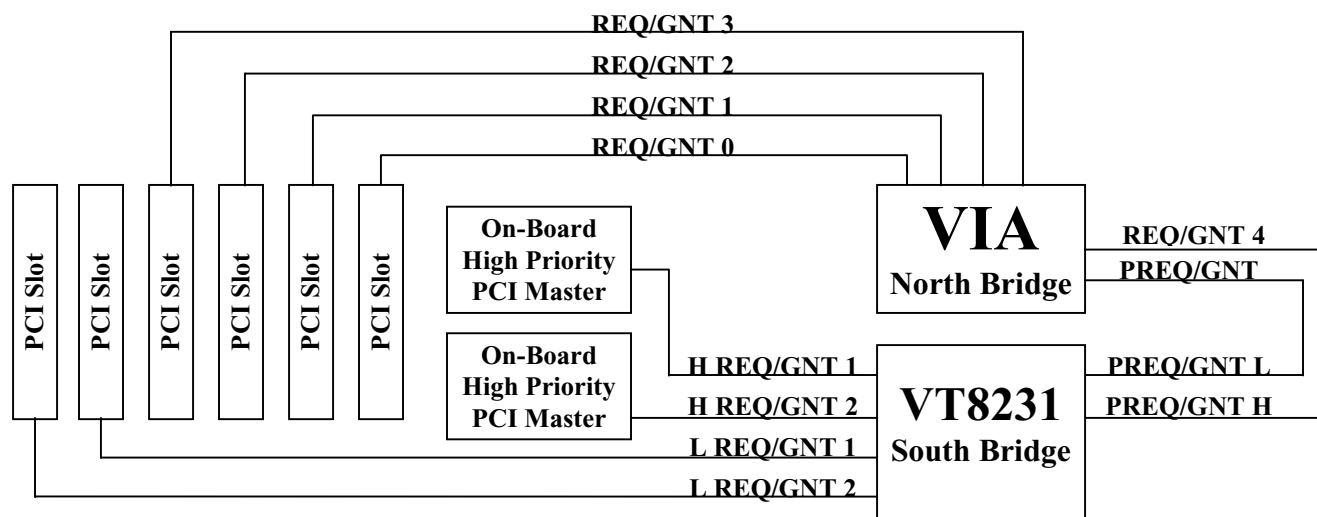 REQ/GNT 3
REQ/GNT 2
REQ/GNT 1
REQ/GNT 0
PCI Slot
PCI Slot
PCI Slot
PCI Slot
PCI Slot
PCI Slot
On-Board
High Priority
PCI Master
On-Board
High Priority
PCI Master
VIA
North Bridge
REQ/GNT 4
PREQ/GNT
H REQ/GNT 1
H REQ/GNT 2
L REQ/GNT 1
L REQ/GNT 2
VT8231
South Bridge
PREQ/GNT L
PREQ/GNT H